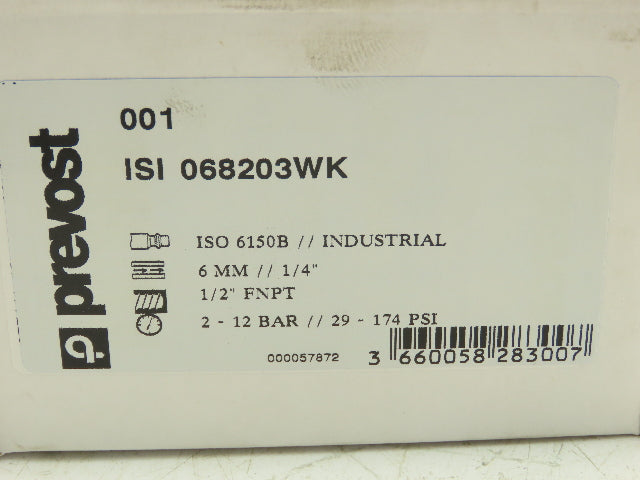 prevost
001
ISI 068203WK
ISO 6150B // INDUSTRIAL
6 MM // 1/4"
1/2" FNPT
2 - 12 BAR // 29 - 174 PSI
000057872
3 660058 283007